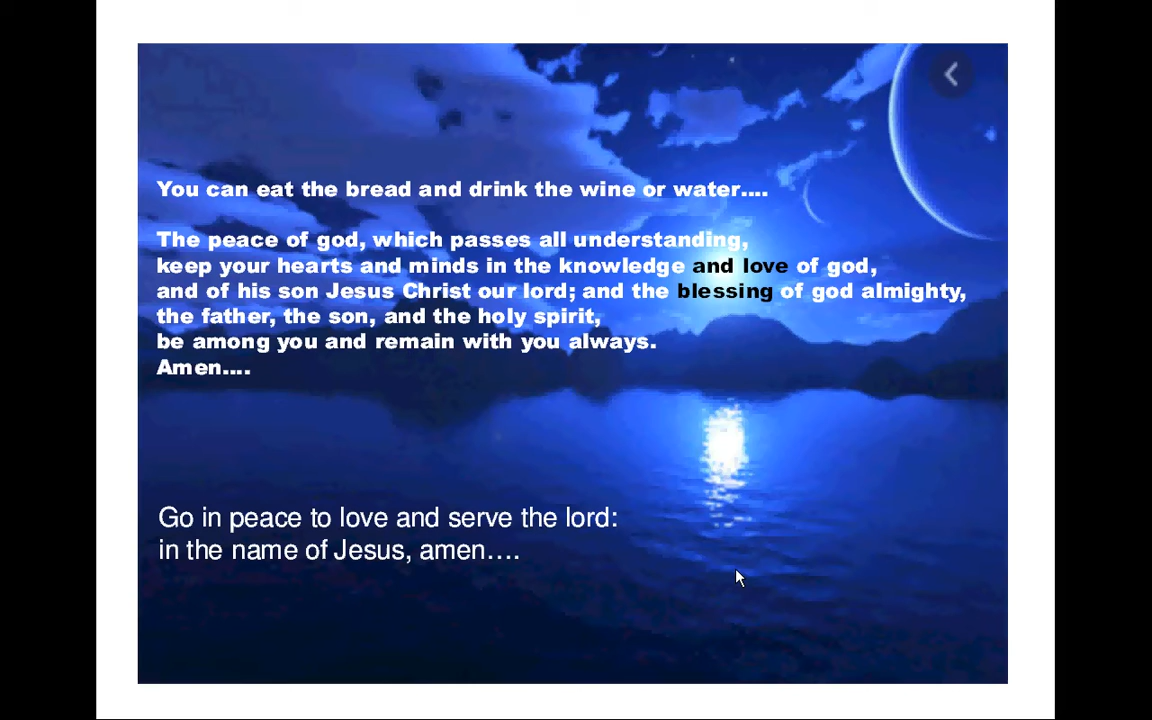 You can eat the bread and drink the wine or water....
The peace of god, which passes all understanding,
keep your hearts and minds in the knowledge and love of god,
and of his son Jesus Christ our lord; and the blessing of god almighty,
the father, the son, and the holy spirit,
be among you and remain with you always.
Amen....
Go in peace to love and serve the lord:
in the name of Jesus, amen….